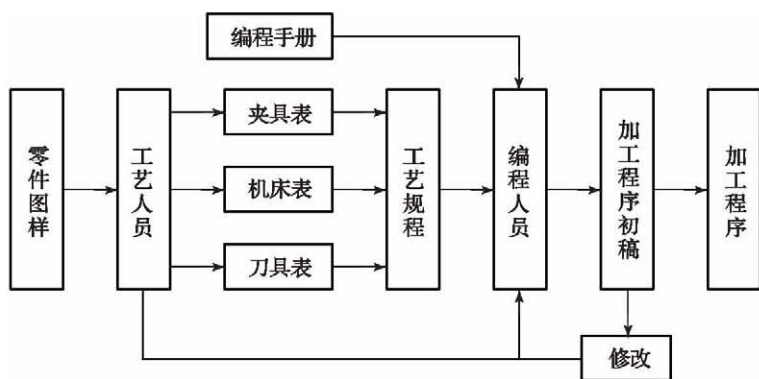 编程手册
零件图样
工艺人员
夹具表
机床表
刀具表
工艺规程
编程人员
加工程序初稿
加工程序
修改